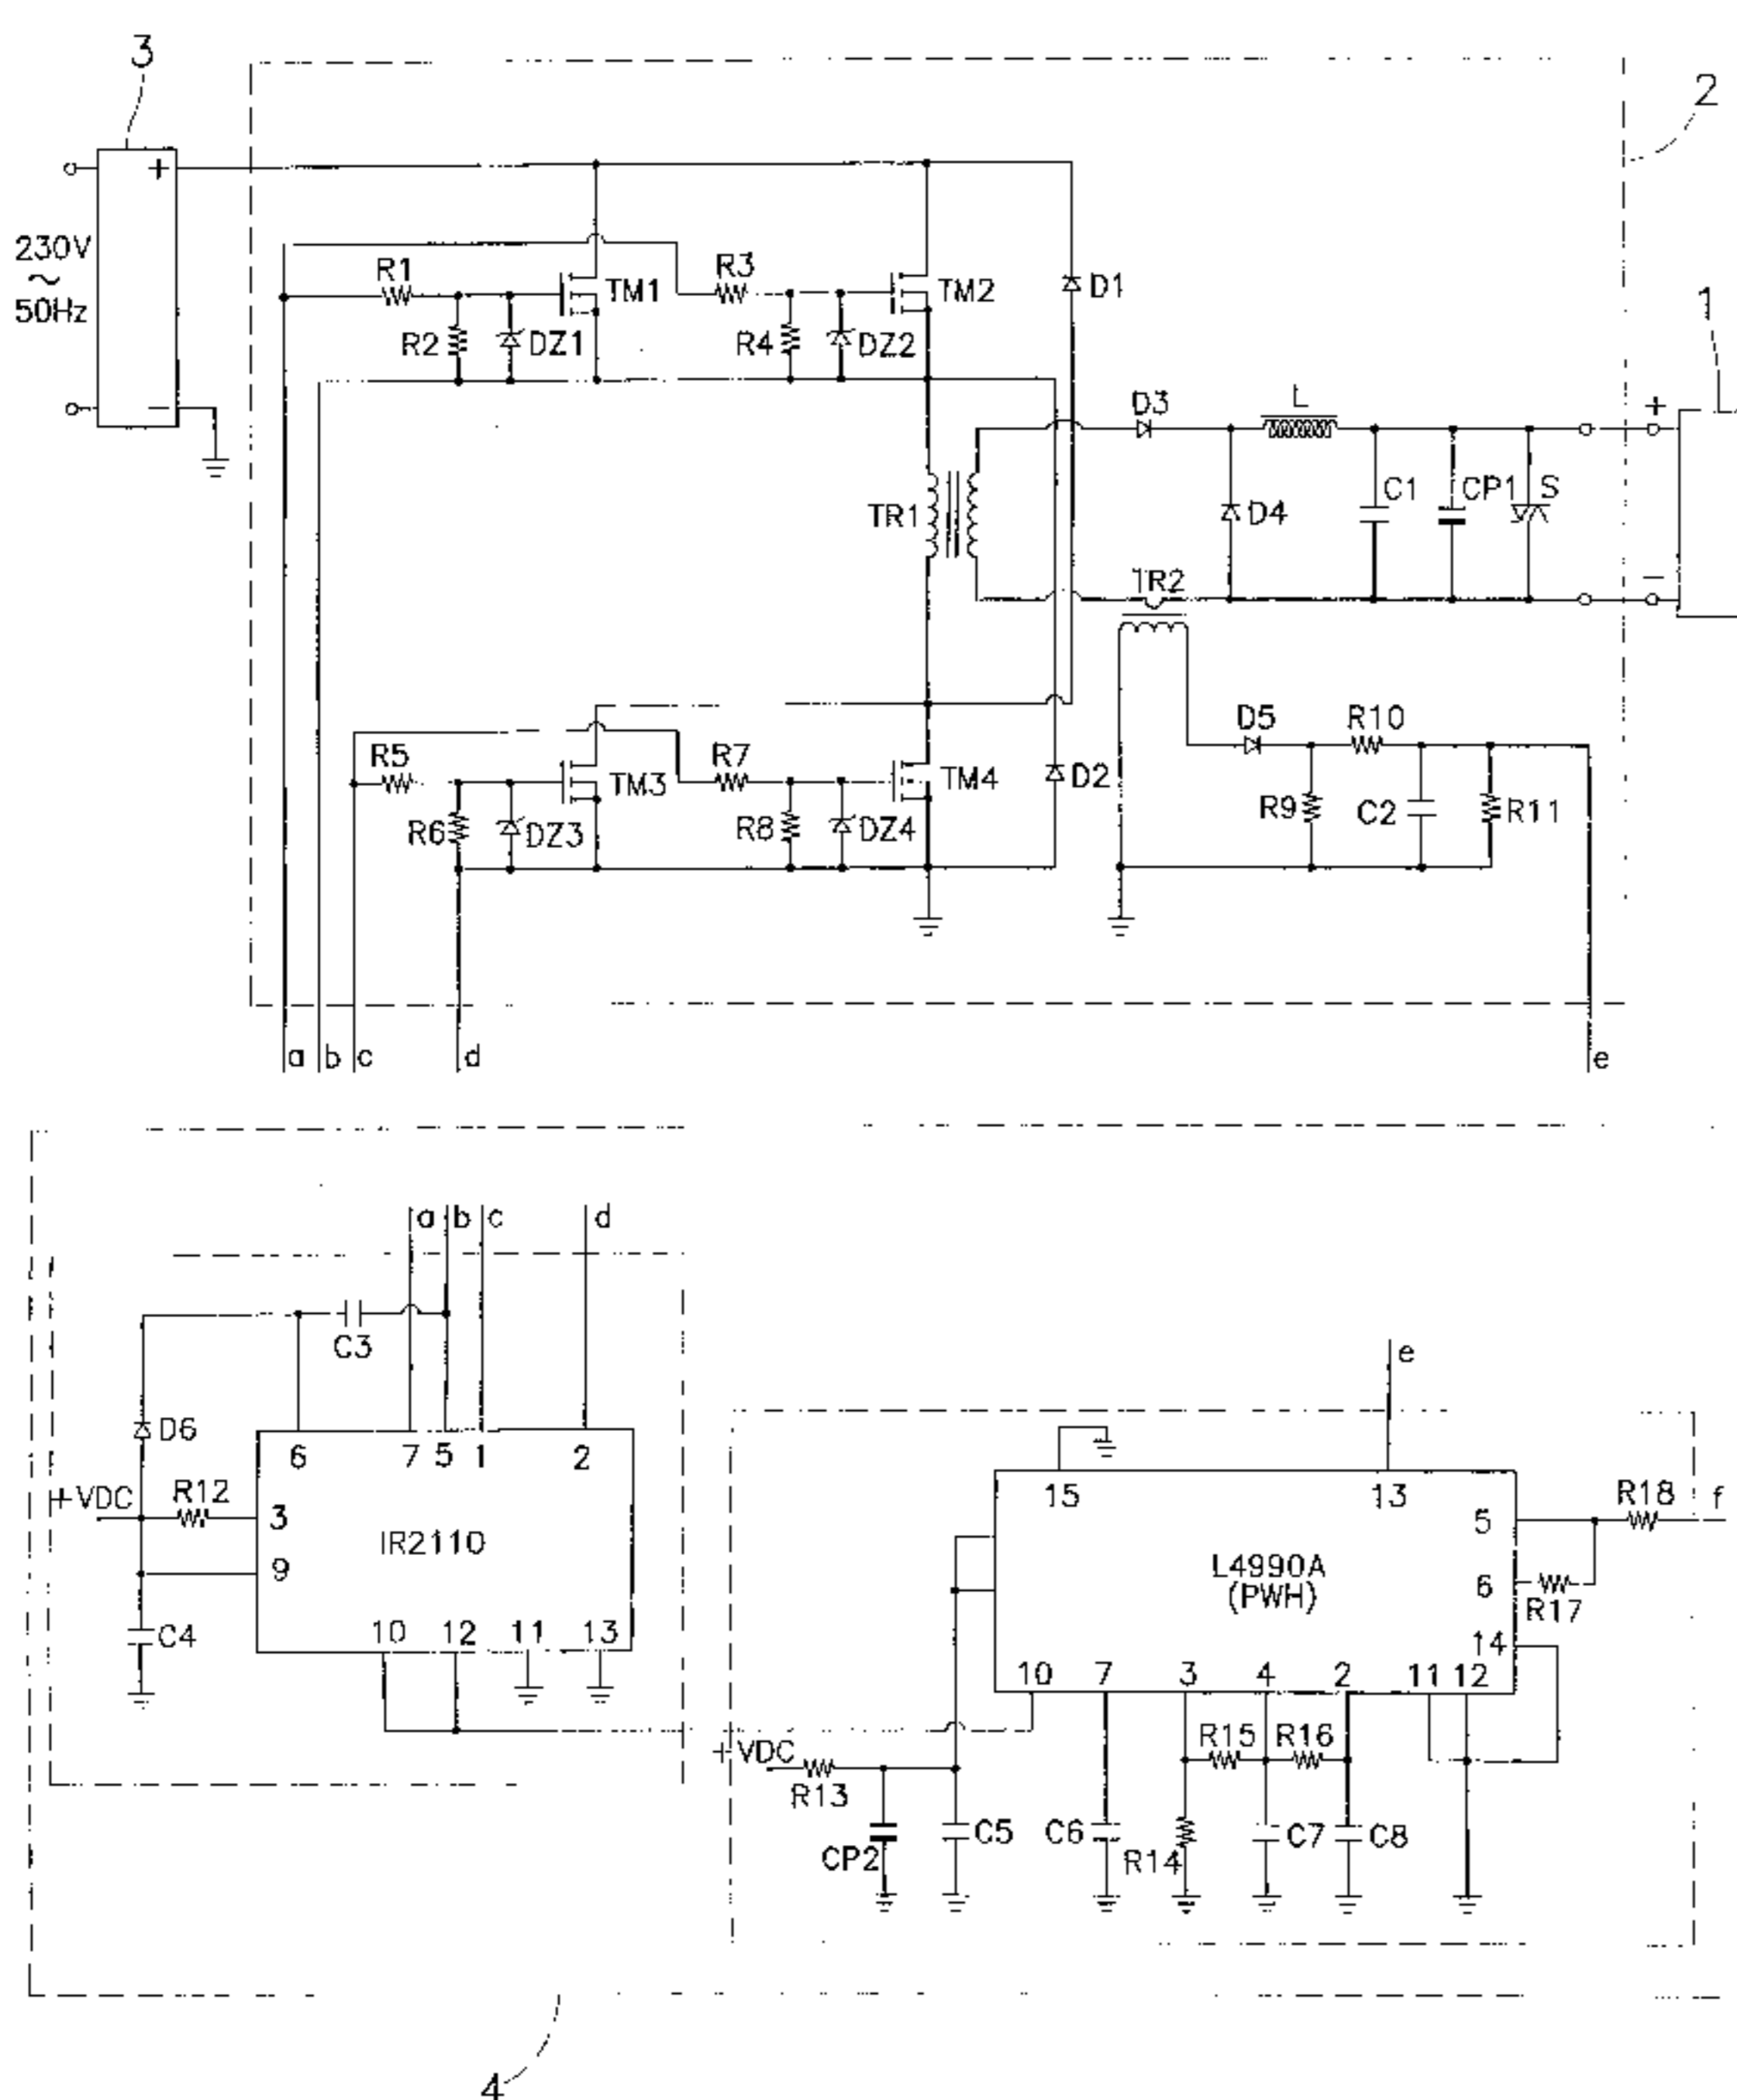 3
2
+
230V
~
50Hz
R1
R3
TM1
TM2
D1
1
R2
DZ1
R4
DZ2
−
D3
L
+
TR1
D4
C1
CP1
S
TR2
−
R5
R7
D5
R10
TM3
TM4
D2
R6
DZ3
R8
DZ4
R9
C2
R11
a b c d e
a b c d
C3
e
D6
6 7 5 1 2
+VDC
R12
3
IR2110
9
15 13
R18 f
5
L4990A
6
(PWH)
R17
C4
10 12 11 13
14
10 7 3 4 2 11 12
+VDC
R15 R16
R13
CP2
C5
C6
R14
C7
C8
4